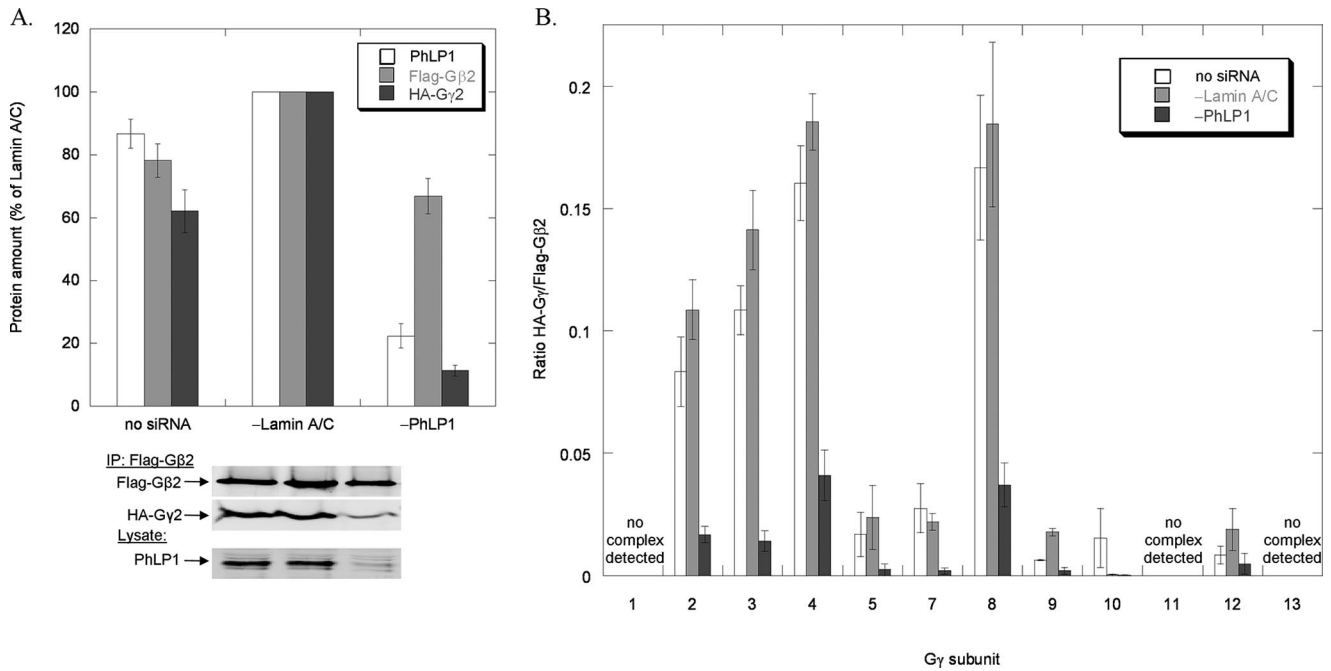 A.
120
100
80
60
40
20
0
Protein amount (% of Lamin A/C)
PhLP1
Flag-Gβ2
HA-Gγ2
no siRNA
–Lamin A/C
–PhLP1
IP: Flag-Gβ2
Flag-Gβ2
HA-Gγ2
Lysate:
PhLP1
B.
0.2
0.15
0.1
0.05
0
Ratio HA-Gγ/Flag-Gβ2
no siRNA
–Lamin A/C
–PhLP1
no
complex
detected
no
complex
detected
no
complex
detected
1 2 3 4 5 7 8 9 10 11 12 13
Gγ subunit